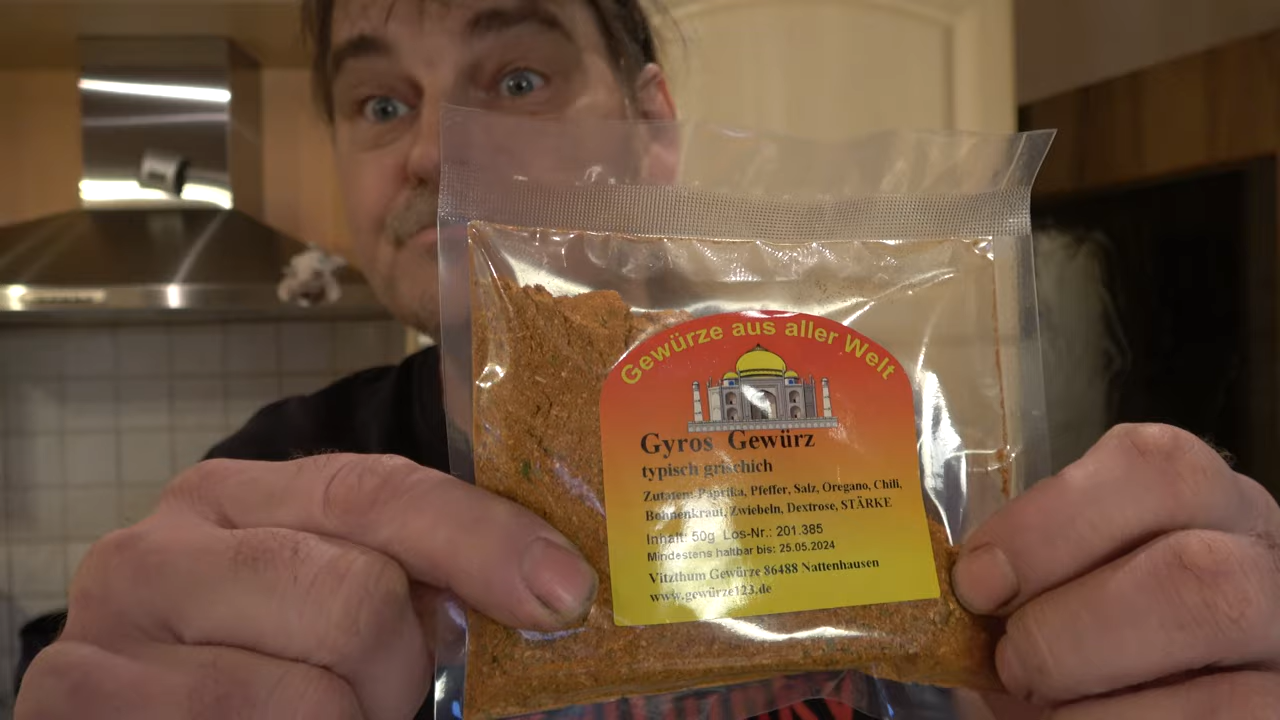 Gewürze aus aller Welt
Gyros Gewürz
typisch grischich
Zutaten: Paprika, Pfeffer, Salz, Oregano, Chili,
Bohnenkraut, Zwiebeln, Dextrose, STÄRKE
Inhalt: 50g Los-Nr.: 201.385
Mindestens haltbar bis: 25.05.2024
Vitzthum Gewürze 86488 Nattenhausen
www.gewürze123.de